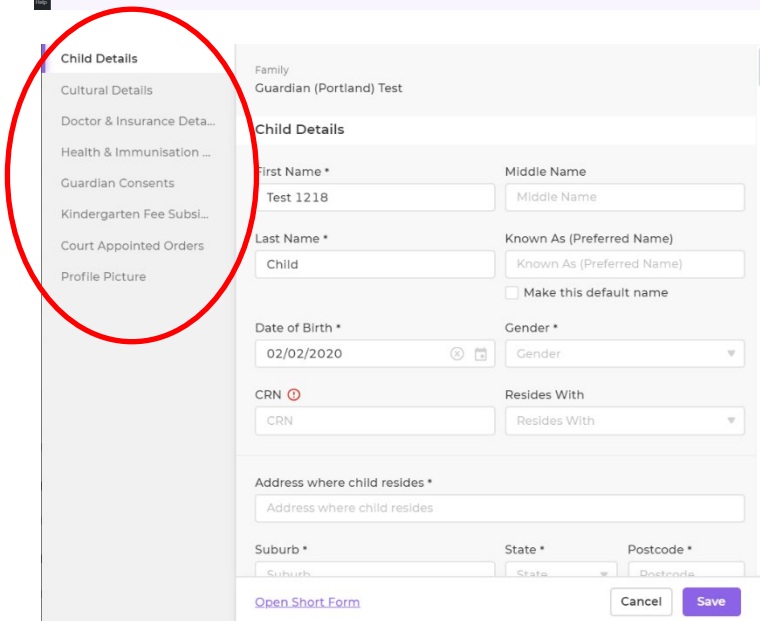 Help
Child Details
Cultural Details
Doctor & Insurance Deta...
Health & Immunisation ...
Guardian Consents
Kindergarten Fee Subsi...
Court Appointed Orders
Profile Picture
Family
Guardian (Portland) Test
Child Details
First Name * Middle Name
Test 1218 Middle Name
Last Name * Known As (Preferred Name)
Child Known As (Preferred Name)
Make this default name
Date of Birth * Gender *
02/02/2020 Gender
CRN Resides With
CRN Resides With
Address where child resides *
Address where child resides
Suburb * State * Postcode *
Suburb State Postcode
Open Short Form Cancel Save